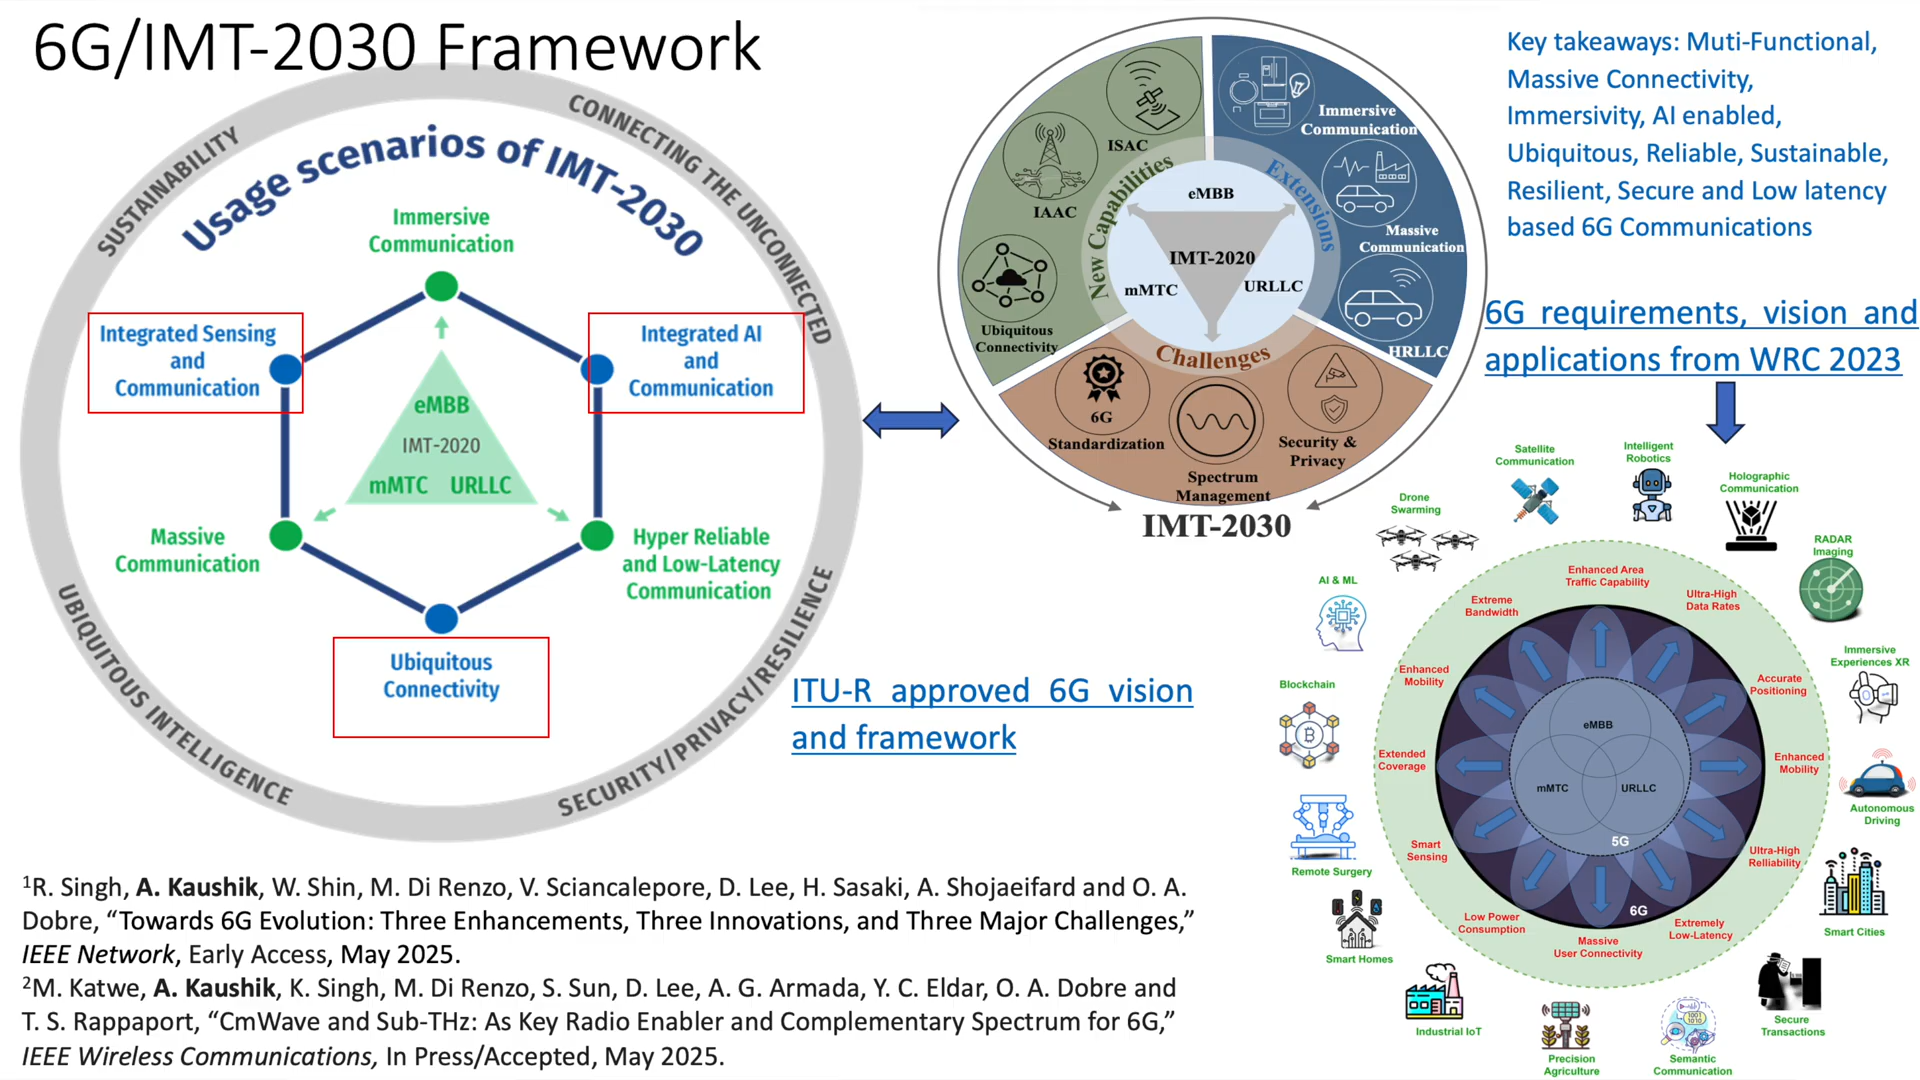 6G/IMT-2030 Framework
SUSTAINABILITY
CONNECTING THE UNCONNECTED
UBIQUITOUS INTELLIGENCE
SECURITY/PRIVACY/RESILIENCE
Usage scenarios of IMT-2030
Immersive
Communication
Integrated Sensing
and
Communication
Integrated AI
and
Communication
eMBB
IMT-2020
mMTC URLLC
Massive
Communication
Hyper Reliable
and Low-Latency
Communication
Ubiquitous
Connectivity
ITU-R approved 6G vision
and framework
New Capabilities
Extensions
Challenges
ISAC
IAAC
Ubiquitous
Connectivity
Immersive
Communication
Massive
Communication
HRLLC
eMBB
IMT-2020
mMTC
URLLC
6G
Standardization
Spectrum
Management
Security &
Privacy
IMT-2030
Key takeaways: Muti-Functional,
Massive Connectivity,
Immersivity, AI enabled,
Ubiquitous, Reliable, Sustainable,
Resilient, Secure and Low latency
based 6G Communications
6G requirements, vision and
applications from WRC 2023
Satellite
Communication
Intelligent
Robotics
Holographic
Communication
Drone
Swarming
RADAR
Imaging
AI & ML
Immersive
Experiences XR
Blockchain
Autonomous
Driving
Remote Surgery
Smart Cities
Smart Homes
Secure
Transactions
Industrial IoT
Precision
Agriculture
Semantic
Communication
Enhanced Area
Traffic Capability
Extreme
Bandwidth
Ultra-High
Data Rates
Enhanced
Mobility
Accurate
Positioning
Extended
Coverage
Enhanced
Mobility
Smart
Sensing
Ultra-High
Relliability
Low Power
Consumption
Extremely
Low-Latency
Massive
User Connectivity
eMBB
mMTC
URLLC
5G
6G
1R. Singh, A. Kaushik, W. Shin, M. Di Renzo, V. Sciancalepore, D. Lee, H. Sasaki, A. Shojaeifard and O. A.
Dobre, “Towards 6G Evolution: Three Enhancements, Three Innovations, and Three Major Challenges,”
IEEE Network, Early Access, May 2025.
2M. Katwe, A. Kaushik, K. Singh, M. Di Renzo, S. Sun, D. Lee, A. G. Armada, Y. C. Eldar, O. A. Dobre and
T. S. Rappaport, “CmWave and Sub-THz: As Key Radio Enabler and Complementary Spectrum for 6G,”
IEEE Wireless Communications, In Press/Accepted, May 2025.